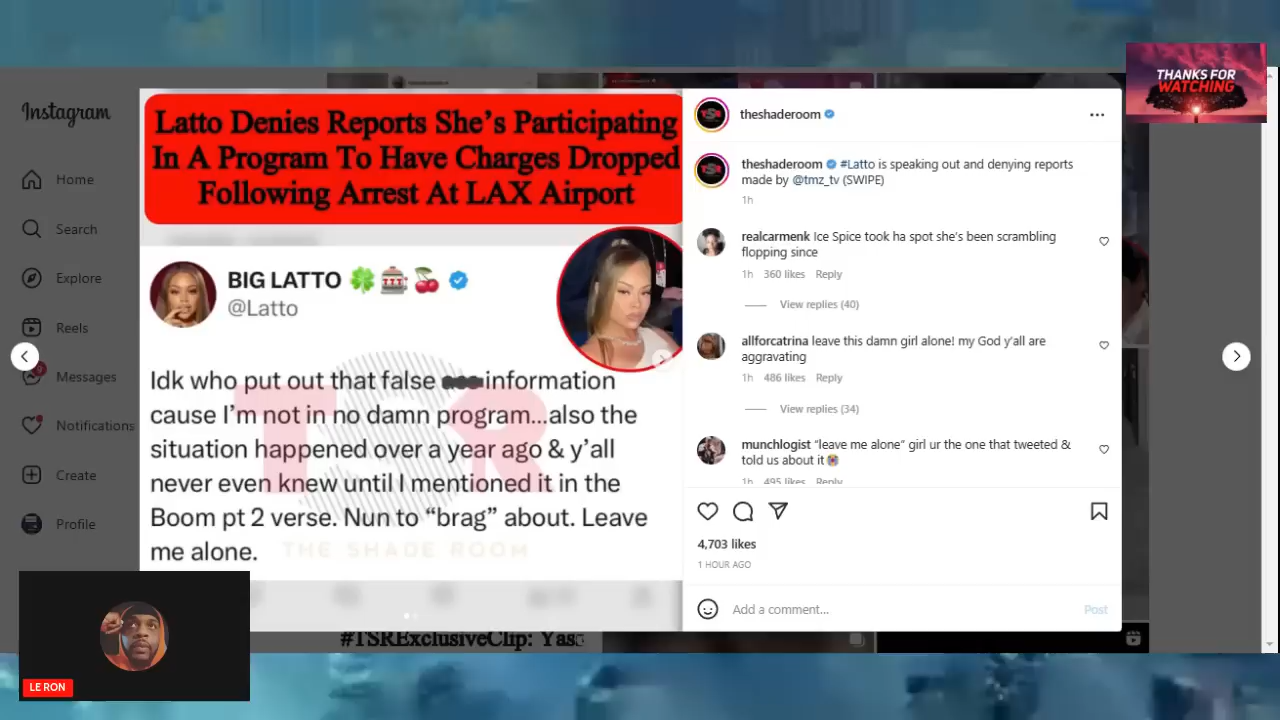 THANKS FOR
WATCHING
Instagram
Home
Search
Explore
Reels
Messages
Notifications
Create
Profile
Latto Denies Reports She's Participating
In A Program To Have Charges Dropped
Following Arrest At LAX Airport
BIG LATTO
@Latto
Idk who put out that false information
cause I'm not in no damn program...also the
situation happened over a year ago & y'all
never even knew until I mentioned it in the
Boom pt 2 verse. Nun to "brag" about. Leave
me alone.
TSR
THE SHADE ROOM
#TSRExclusiveClip:
theshaderoom
theshaderoom #Latto is speaking out and denying reports
made by @tmz_tv (SWIPE)
1h
realcarmenk Ice Spice took ha spot she's been scrambling
flopping since
1h 360 likes Reply
View replies (40)
allforcatrina leave this damn girl alone! my God y'all are
aggravating
1h 486 likes Reply
View replies (34)
munchlogist "leave me alone" girl ur the one that tweeted &
told us about it
1h 495 likes Reply
4,703 likes
1 HOUR AGO
Add a comment...
Post
LE RON